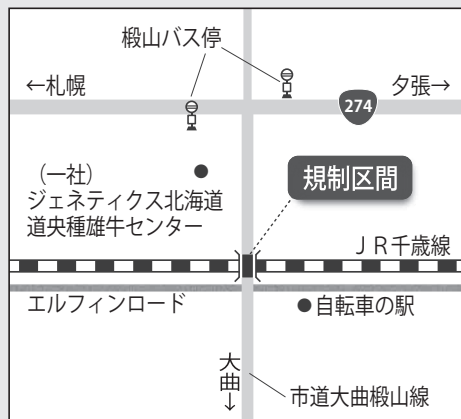 椴山バス停
←札幌
夕張→
274
(一社)
ジェネティクス北海道
道央種雄牛センター
規制区間
JR千歳線
エルフィンロード
●自転車の駅
大曲↓
市道大曲椴山線